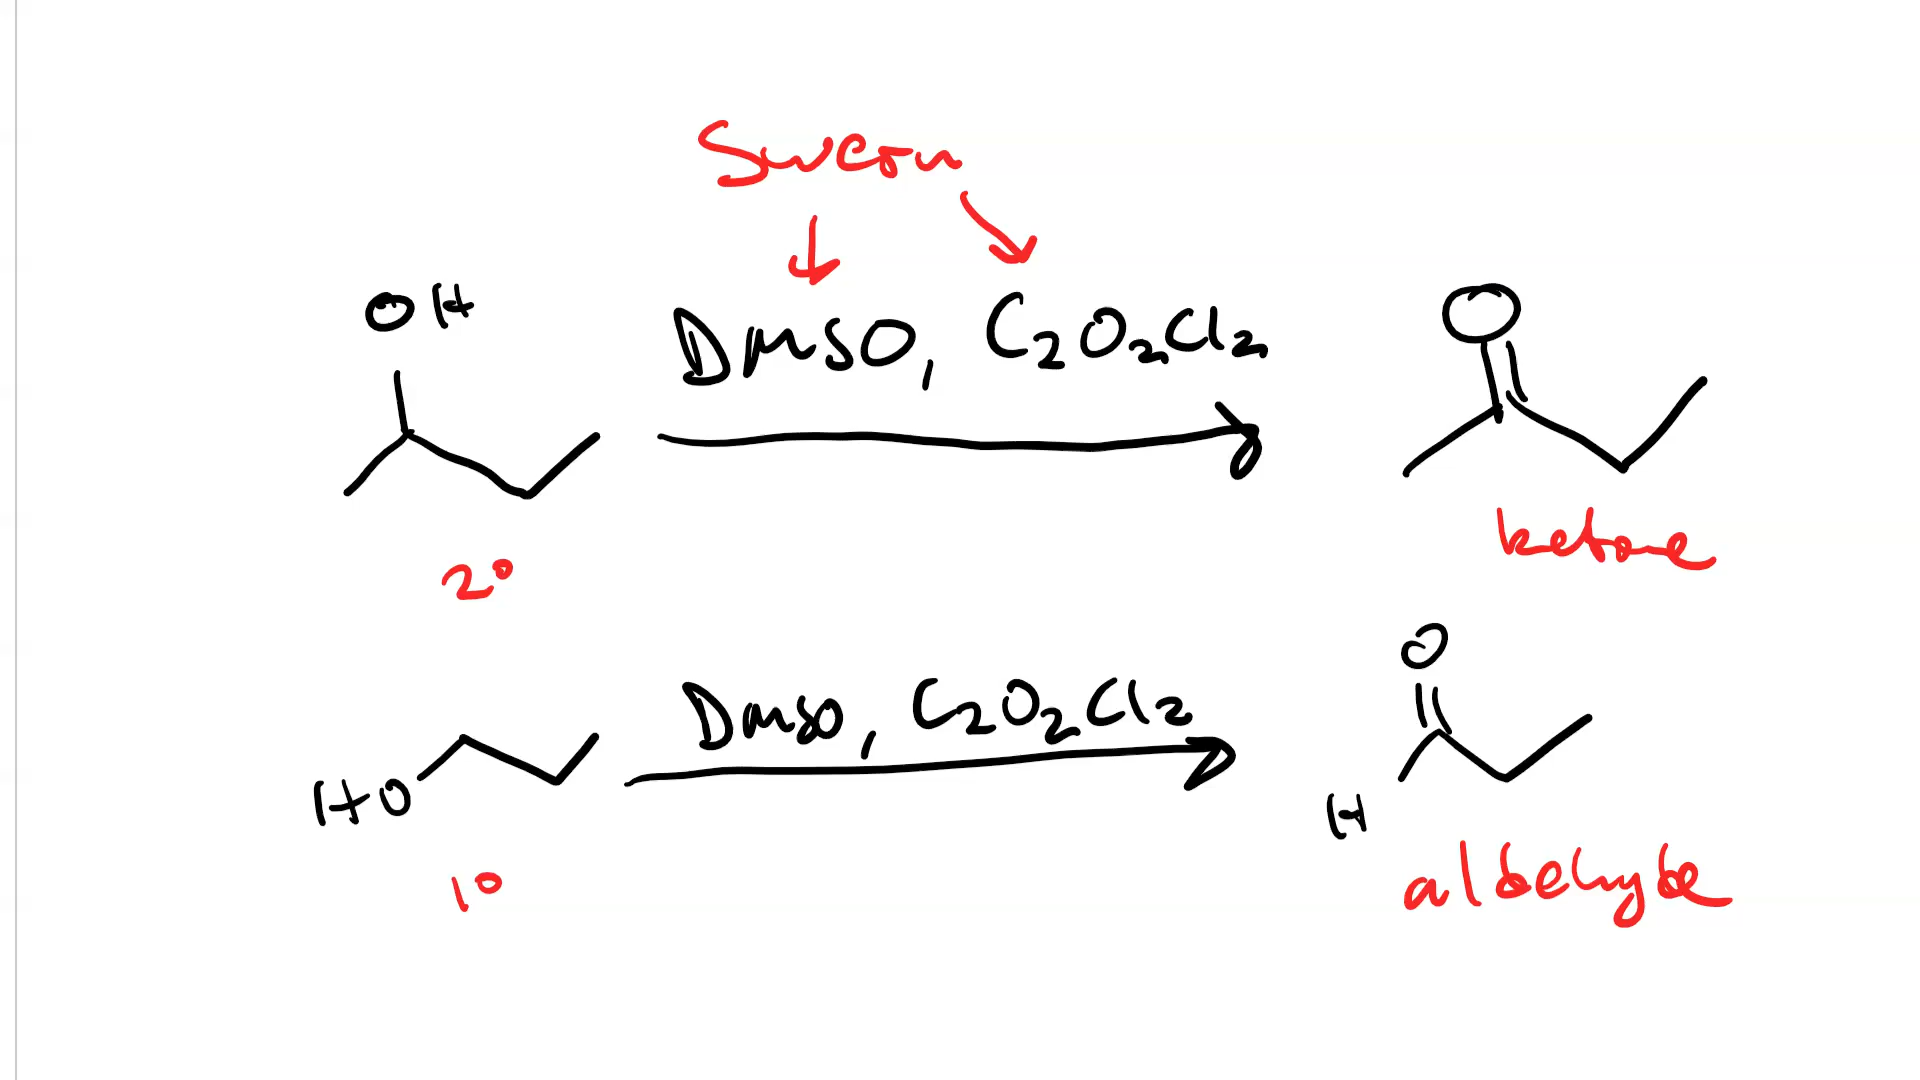 Swern
OH
DMSO, C₂O₂Cl₂
O
2°
ketone
O
DMSO, C₂O₂Cl₂
HO
H
1°
aldehyde